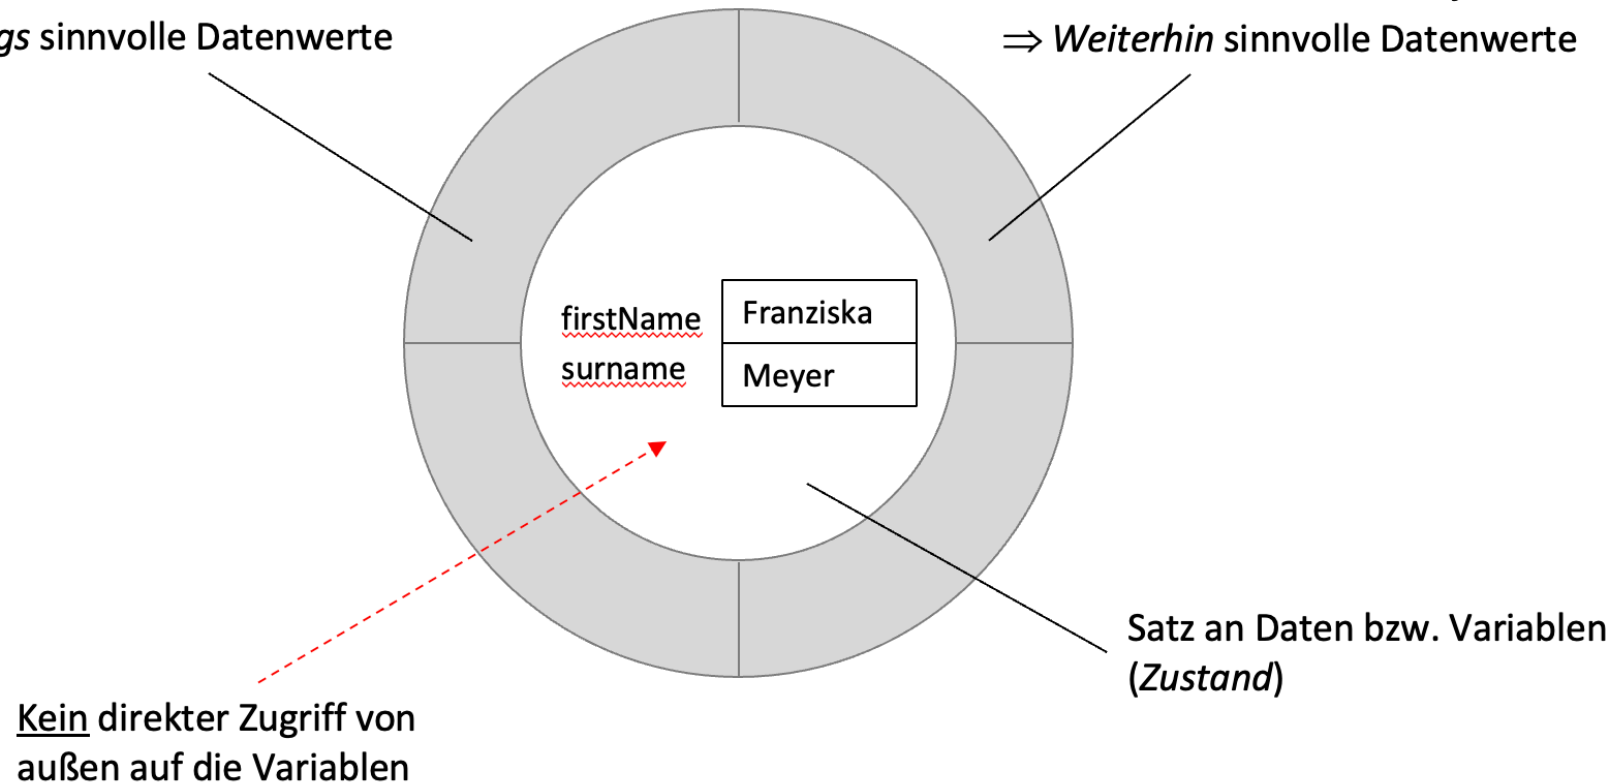 sinnvolle Datenwerte
⇒ Weiterhin sinnvolle Datenwerte
firstName
Franziska
surname
Meyer
Satz an Daten bzw. Variablen
(Zustand)
Kein direkter Zugriff von
außen auf die Variablen